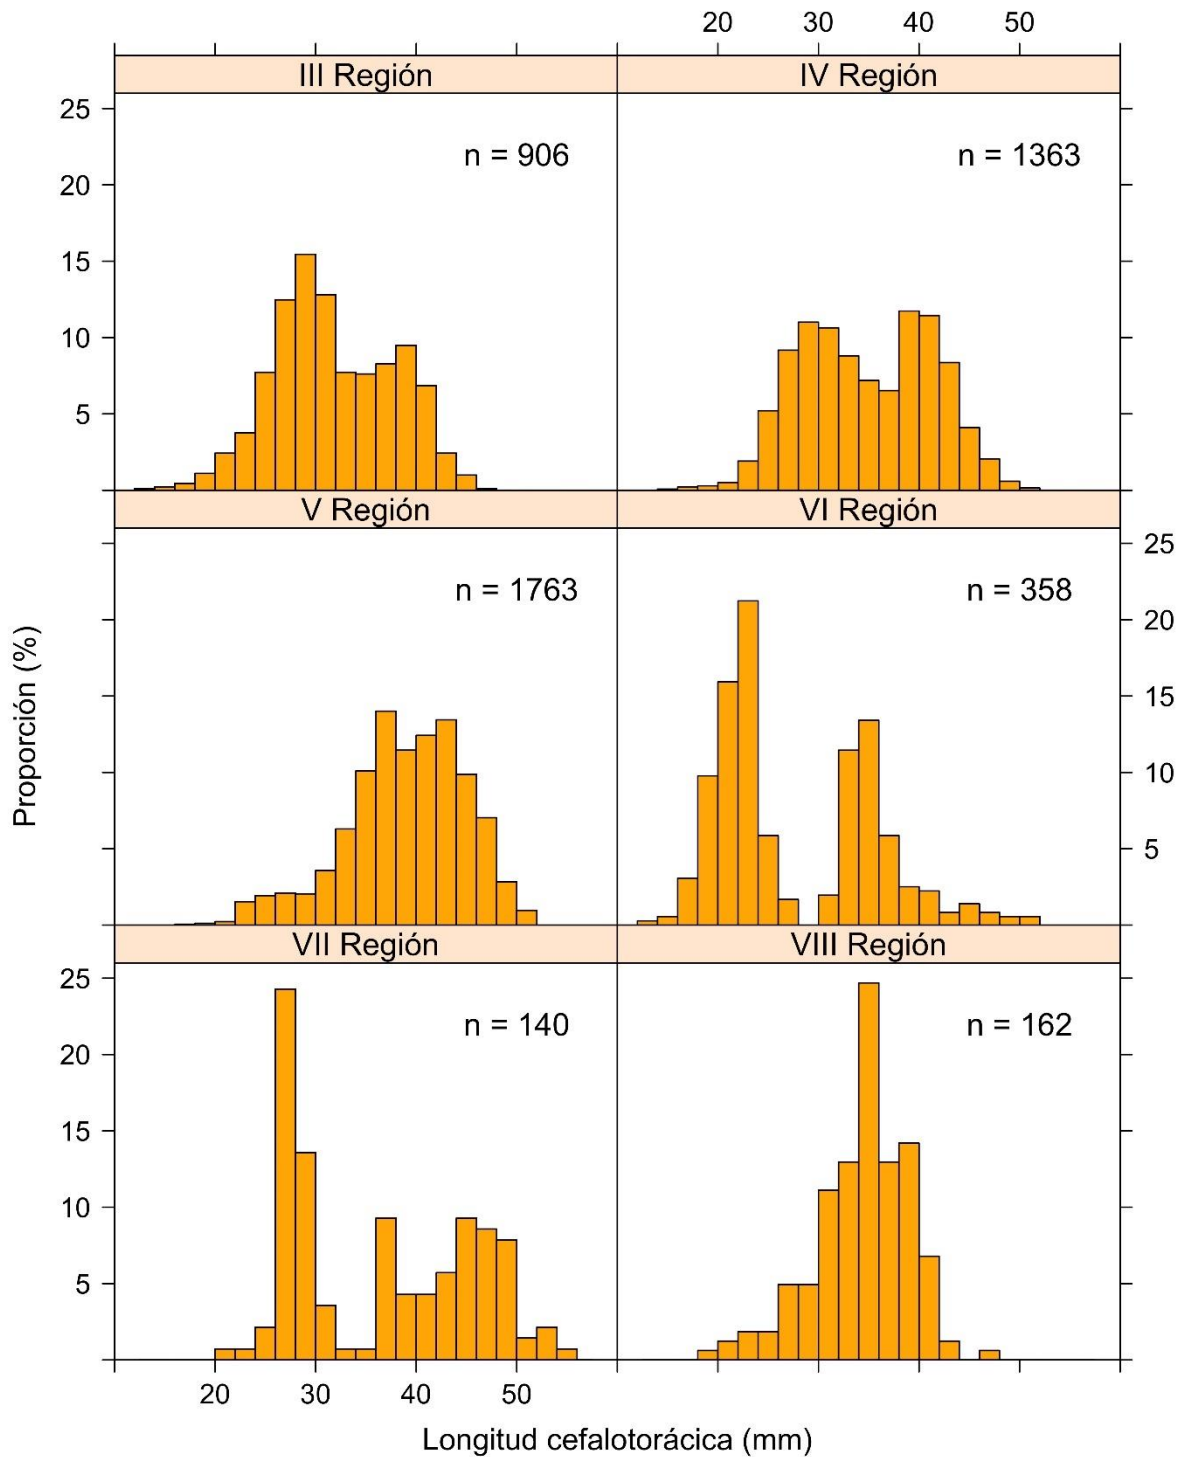 20 30 40 50
III Región
IV Región
25
20
15
10
5
n = 906
n = 1363
V Región
VI Región
n = 1763
n = 358
25
20
15
10
5
Proporción (%)
VII Región
VIII Región
25
20
15
10
5
n = 140
n = 162
20 30 40 50
Longitud cefalotorácica (mm)